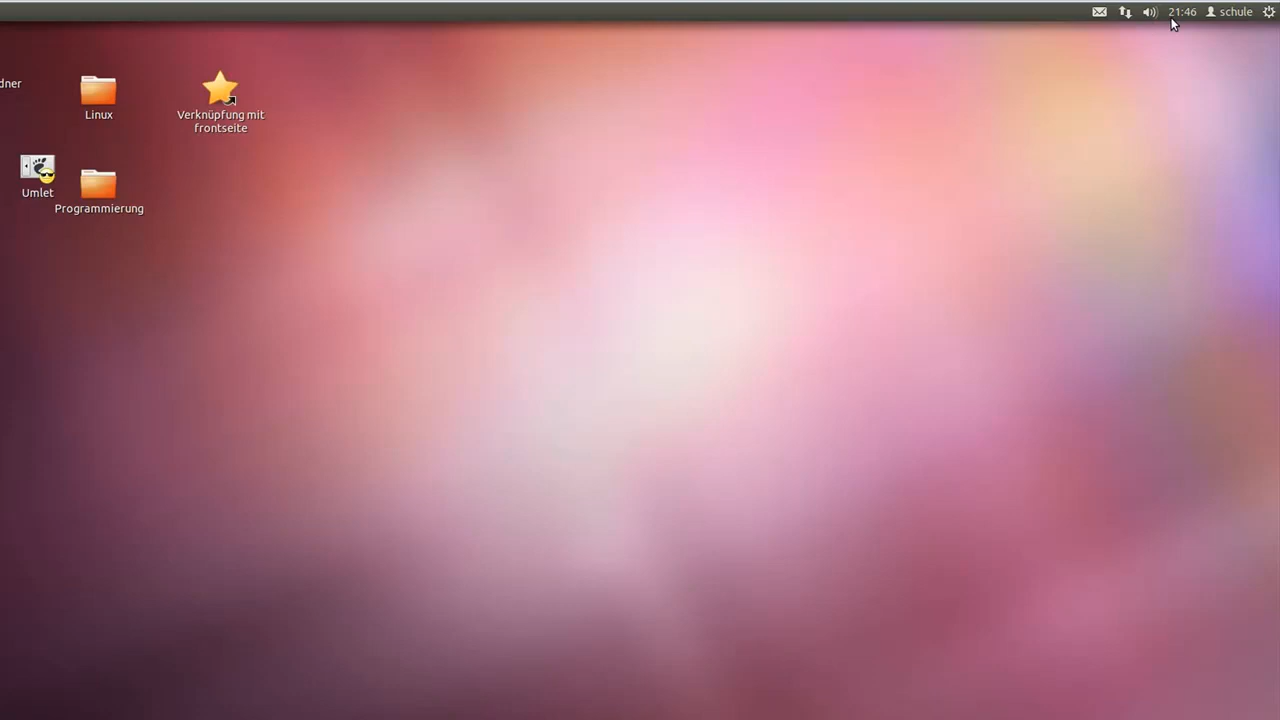 21:46 schule
dner
Linux
Verknüpfung mit
frontseite
Umlet
Programmierung